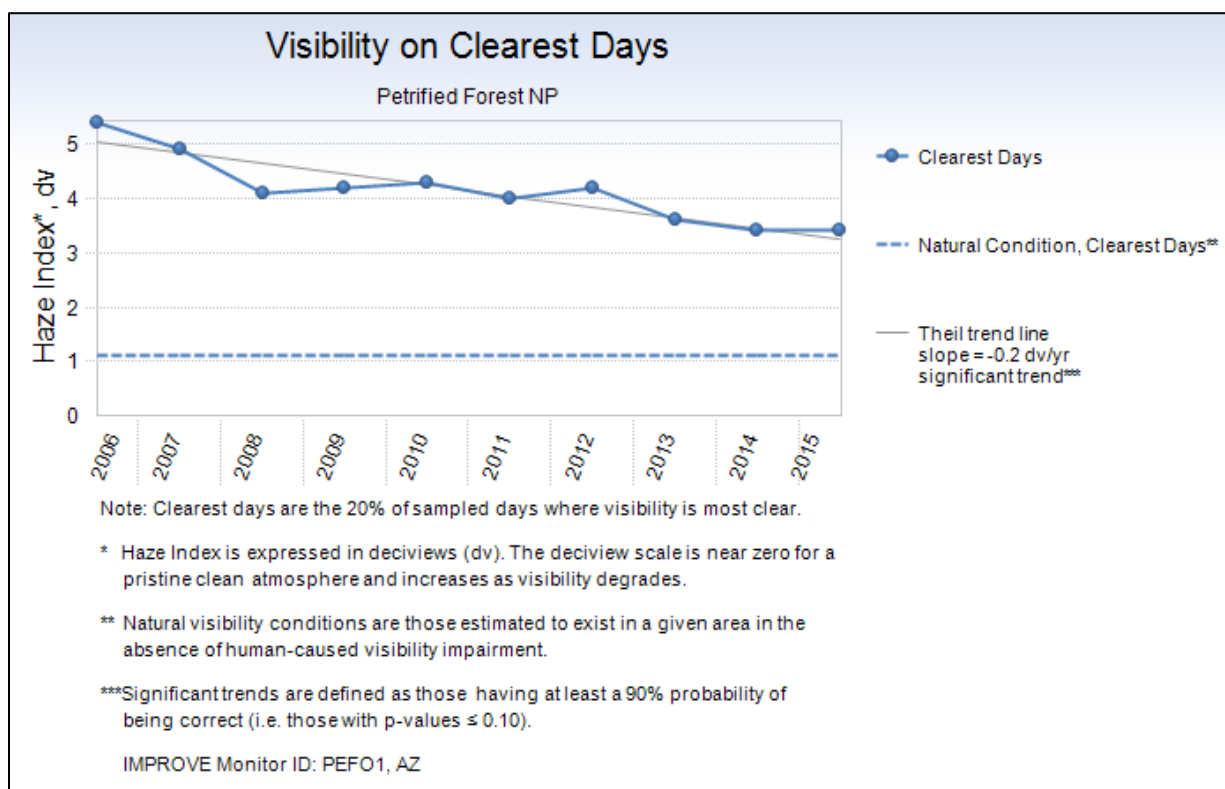 Visibility on Clearest Days
Petrified Forest NP
Haze Index*, dv
5
4
3
2
1
0
2006
2007
2008
2009
2010
2011
2012
2013
2014
2015
Clearest Days
Natural Condition, Clearest Days**
Theil trend line
slope = -0.2 dv/yr
significant trend***
Note: Clearest days are the 20% of sampled days where visibility is most clear.
* Haze Index is expressed in deciviews (dv). The deciview scale is near zero for a
pristine clean atmosphere and increases as visibility degrades.
** Natural visibility conditions are those estimated to exist in a given area in the
absence of human-caused visibility impairment.
***Significant trends are defined as those having at least a 90% probability of
being correct (i.e. those with p-values ≤ 0.10).
IMPROVE Monitor ID: PEFO1, AZ